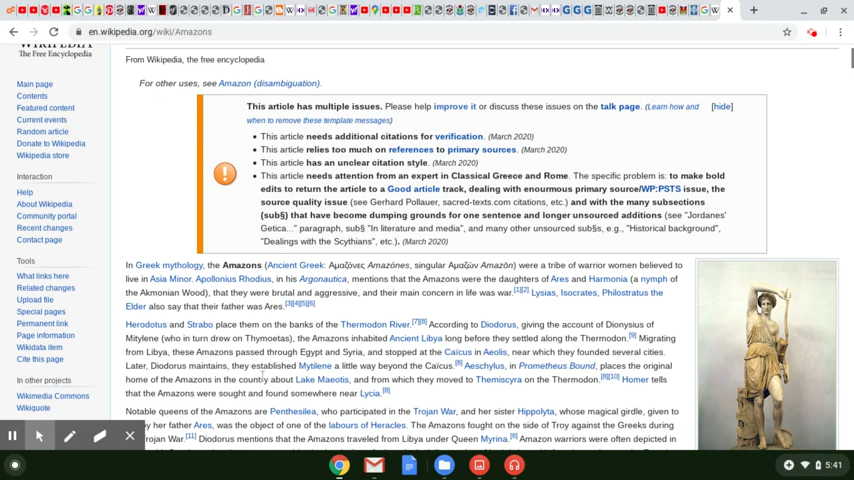 en.wikipedia.org/wiki/Amazons
WIKIPEDIA
The Free Encyclopedia
Main page
Contents
Featured content
Current events
Random article
Donate to Wikipedia
Wikipedia store
Interaction
Help
About Wikipedia
Community portal
Recent changes
Contact page
Tools
What links here
Related changes
Upload file
Special pages
Permanent link
Page information
Wikidata item
Cite this page
In other projects
Wikimedia Commons
Wikiquote
From Wikipedia, the free encyclopedia
For other uses, see Amazon (disambiguation).
This article has multiple issues. Please help improve it or discuss these issues on the talk page. (Learn how and [hide]
when to remove these template messages)
• This article needs additional citations for verification. (March 2020)
• This article relies too much on references to primary sources. (March 2020)
• This article has an unclear citation style. (March 2020)
• This article needs attention from an expert in Classical Greece and Rome. The specific problem is: to make bold
edits to return the article to a Good article track, dealing with enourmous primary source/WP:PSTS issue, the
source quality issue (see Gerhard Pollauer, sacred-texts.com citations, etc.) and with the many subsections
(sub§) that have become dumping grounds for one sentence and longer unsourced additions (see "Jordanes'
Getica..." paragraph, sub§ "In literature and media", and many other unsourced sub§s, e.g., "Historical background",
"Dealings with the Scythians", etc.). (March 2020)
In Greek mythology, the Amazons (Ancient Greek: Αμαζόνες Amazónes, singular Αμαζών Amazōn) were a tribe of warrior women believed to
live in Asia Minor. Apollonius Rhodius, in his Argonautica, mentions that the Amazons were the daughters of Ares and Harmonia (a nymph of
the Akmonian Wood), that they were brutal and aggressive, and their main concern in life was war.[1][2] Lysias, Isocrates, Philostratus the
Elder also say that their father was Ares.[3][4][5][6]
Herodotus and Strabo place them on the banks of the Thermodon River.[7][8] According to Diodorus, giving the account of Dionysius of
Mitylene (who in turn drew on Thymoetas), the Amazons inhabited Ancient Libya long before they settled along the Thermodon.[9] Migrating
from Libya, these Amazons passed through Egypt and Syria, and stopped at the Caïcus in Aeolis, near which they founded several cities.
Later, Diodorus maintains, they established Mytilene a little way beyond the Caïcus.[8] Aeschylus, in Prometheus Bound, places the original
home of the Amazons in the country about Lake Maeotis, and from which they moved to Themiscyra on the Thermodon.[8][10] Homer tells
that the Amazons were sought and found somewhere near Lycia.[8]
Notable queens of the Amazons are Penthesilea, who participated in the Trojan War, and her sister Hippolyta, whose magical girdle, given to
by her father Ares, was the object of one of the labours of Heracles. The Amazons fought on the side of Troy against the Greeks during
Trojan War.[11] Diodorus mentions that the Amazons traveled from Libya under Queen Myrina.[8] Amazon warriors were often depicted in
5:41